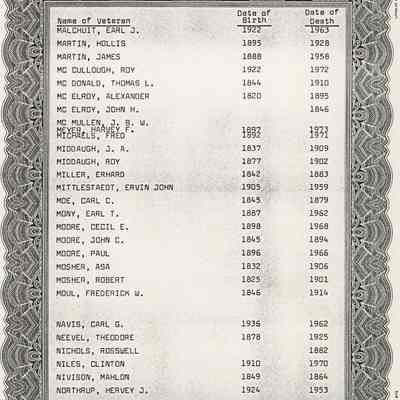 Name of Veteran Date of Birth Date of Death
MALCHUIT, EARL J. 1922 1963
MARTIN, HOLLIS 1895 1928
MARTIN, JAMES 1888 1958
MC CULLOUGH, ROY 1922 1972
MC DONALD, THOMAS L. 1844 1910
MC ELROY, ALEXANDER 1820 1895
MC ELROY, JOHN H. 1846
MC MULLEN, J. B. W.
MEYER, HARVEY F. 1897 1973
MICHAELS, FRED 1892 1971
MIDDAUGH, J. A. 1837 1909
MIDDAUGH, ROY 1877 1902
MILLER, ERHARD 1842 1883
MITTLESTAEDT, ERVIN JOHN 1905 1959
MOE, CARL C. 1845 1879
MONY, EARL T. 1887 1962
MOORE, CECIL E. 1898 1968
MOORE, JOHN C. 1845 1894
MOORE, PAUL 1896 1966
MOSHER, ASA 1832 1906
MOSHER, ROBERT 1825 1901
MOUL, FREDERICK W. 1846 1914
NAVIS, CARL G. 1936 1962
NEEVEL, THEODORE 1878 1925
NICHOLS, ROSSWELL 1882
NILES, CLINTON 1910 1970
NIVISON, MAHLON 1849 1864
NORTHRUP, HERVEY J. 1924 1953